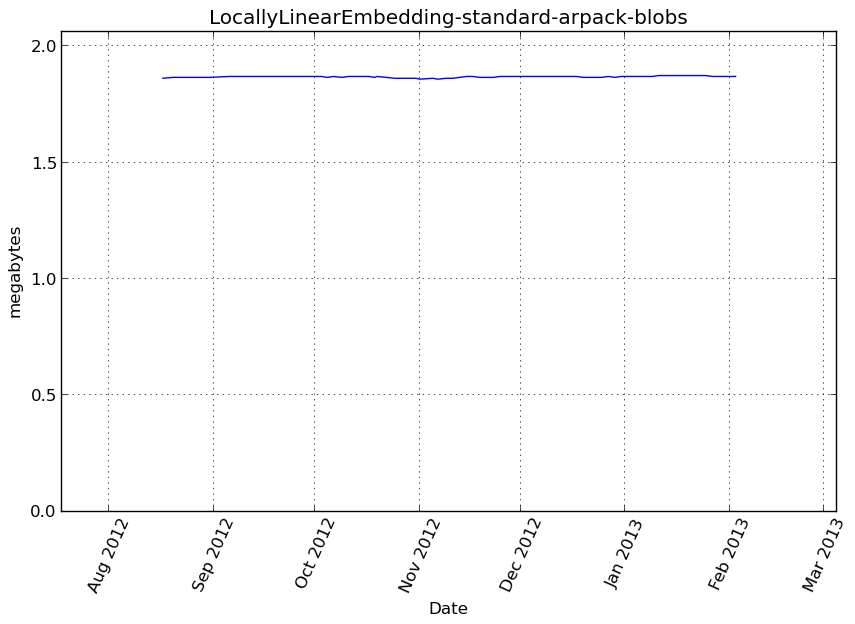 LocallyLinearEmbedding-standard-arpack-blobs
2.0
1.5
1.0
0.5
0.0
megabytes
Aug 2012
Sep 2012
Oct 2012
Nov 2012
Dec 2012
Jan 2013
Feb 2013
Mar 2013
Date